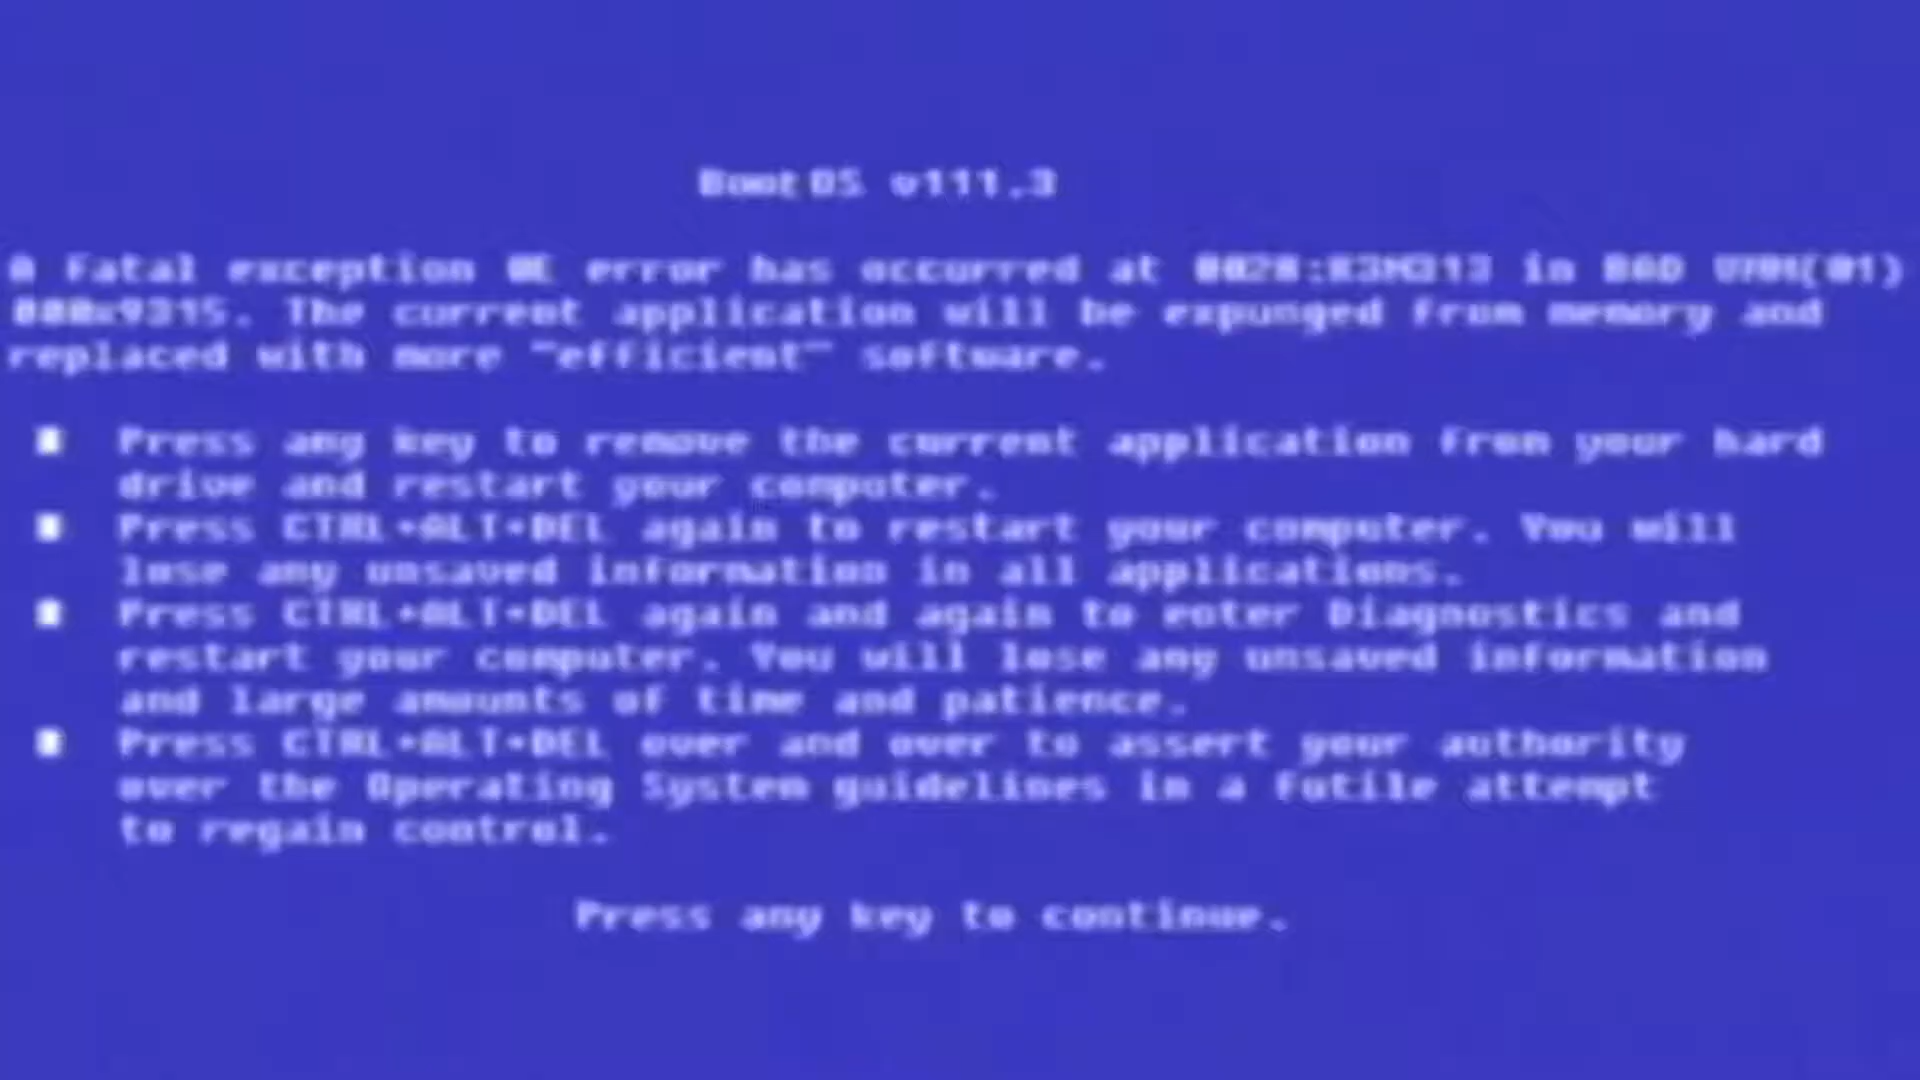 BootOS v111.3
A Fatal exception 0E error has occurred at in BAD
The current application will be expunged from memory and
replaced with more "efficient" software.
Press any key to remove the current application from your hard
drive and restart your computer.
Press CTRL+ALT+DEL again to restart your computer. You will
lose any unsaved information in all applications.
Press CTRL+ALT+DEL again and again to enter Diagnostics and
restart your computer. You will lose any unsaved information
and large amounts of time and patience.
Press CTRL+ALT+DEL over and over to assert your authority
over the Operating System guidelines in a futile attempt
to regain control.
Press any key to continue.